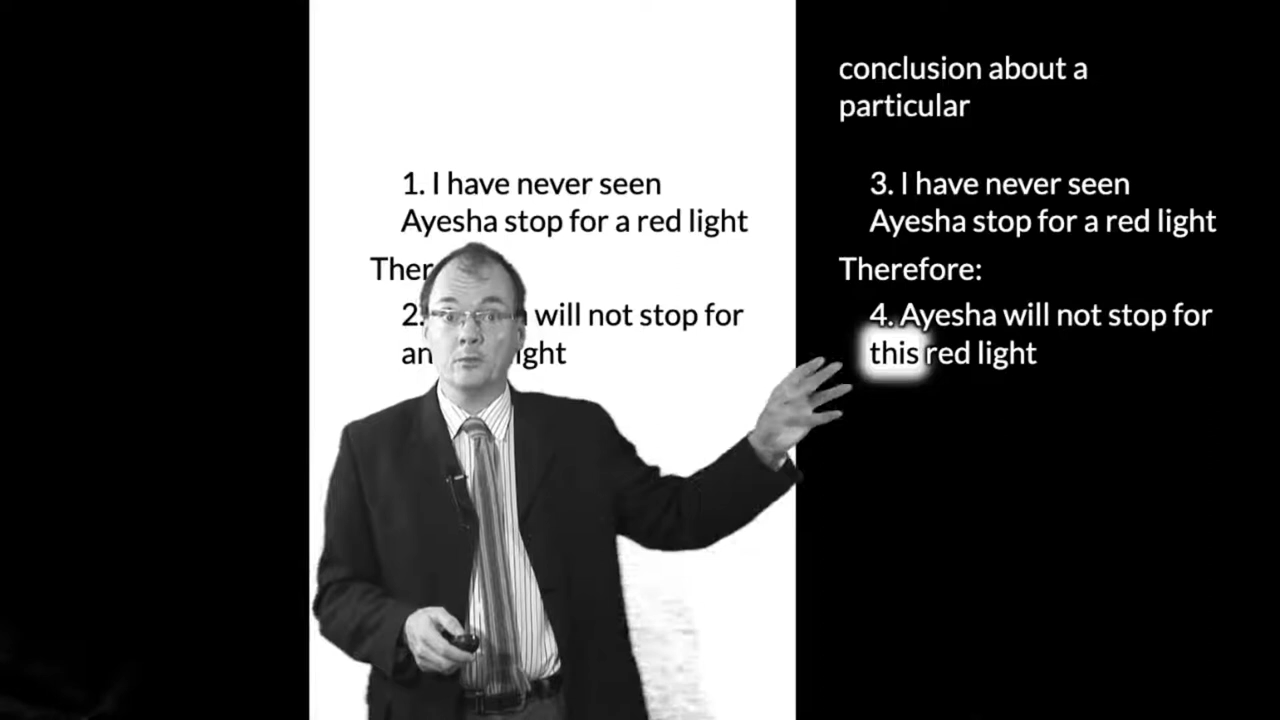 1. I have never seen
Ayesha stop for a red light
2. will not stop for
conclusion about a
particular
3. I have never seen
Ayesha stop for a red light
Therefore:
4. Ayesha will not stop for
this red light